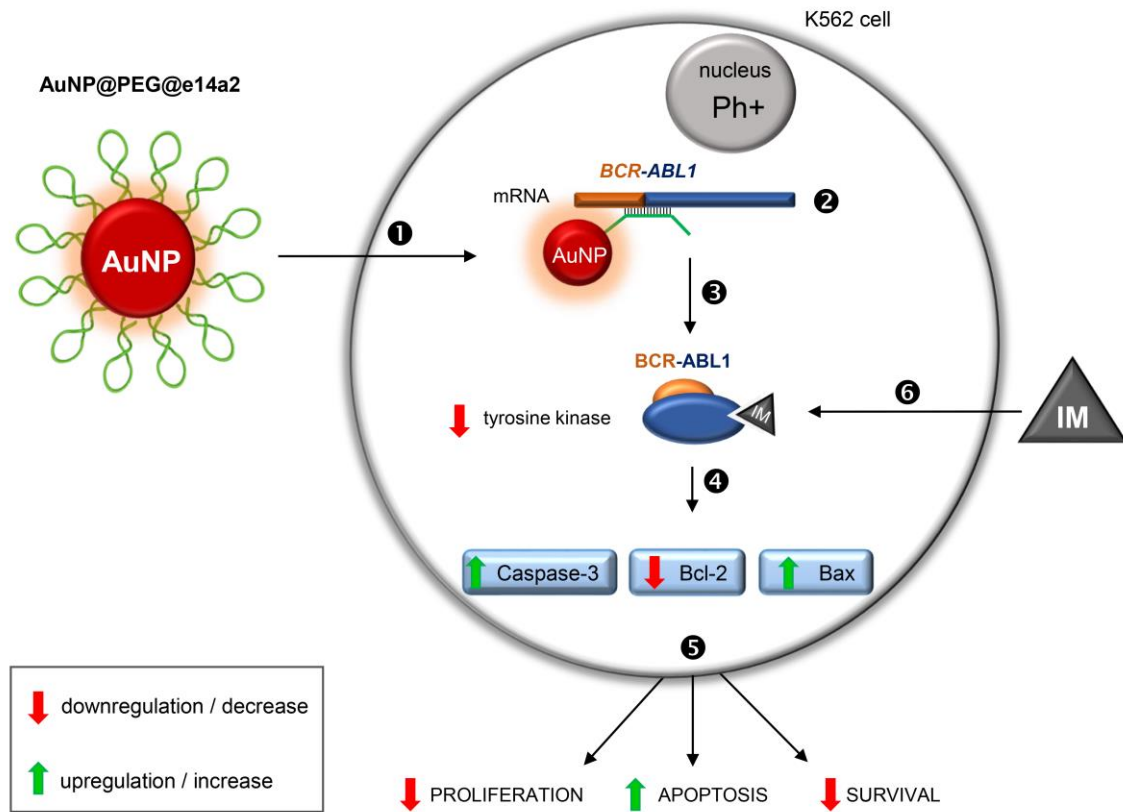 K562 cell
AuNP@PEG@e14a2
nucleus
Ph+
BCR-ABL1
mRNA
❷
❶
AuNP
AuNP
❸
BCR-ABL1
❻
tyrosine kinase
IM
IM
❹
Caspase-3
Bcl-2
Bax
❺
downregulation / decrease
upregulation / increase
PROLIFERATION
APOPTOSIS
SURVIVAL